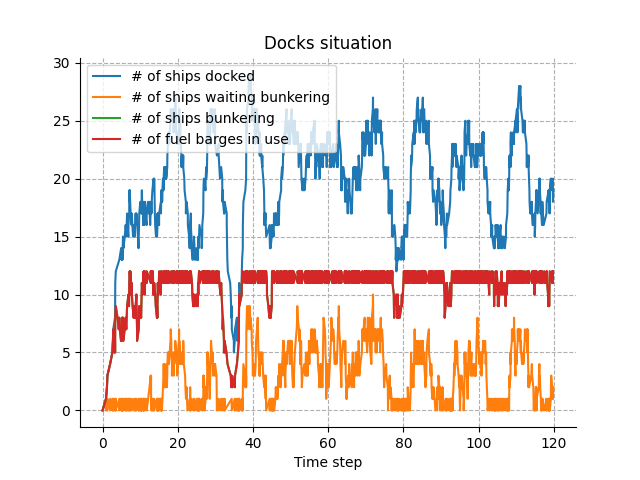 Docks situation
30
25
20
15
10
5
0
# of ships docked
# of ships waiting bunkering
# of ships bunkering
# of fuel barges in use
0 20 40 60 80 100 120
Time step